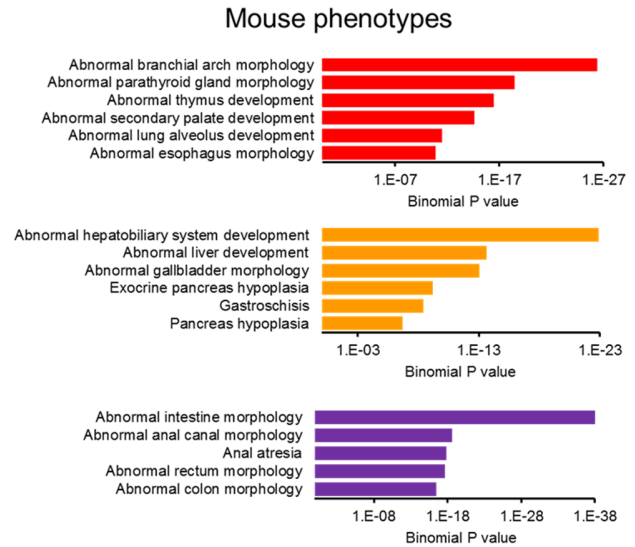 Mouse phenotypes
Abnormal branchial arch morphology
Abnormal parathyroid gland morphology
Abnormal thymus development
Abnormal secondary palate development
Abnormal lung alveolus development
Abnormal esophagus morphology
1.E-07 1.E-17 1.E-27
Binomial P value
Abnormal hepatobiliary system development
Abnormal liver development
Abnormal gallbladder morphology
Exocrine pancreas hypoplasia
Gastroschisis
Pancreas hypoplasia
1.E-03 1.E-13 1.E-23
Binomial P value
Abnormal intestine morphology
Abnormal anal canal morphology
Anal atresia
Abnormal rectum morphology
Abnormal colon morphology
1.E-08 1.E-18 1.E-28 1.E-38
Binomial P value